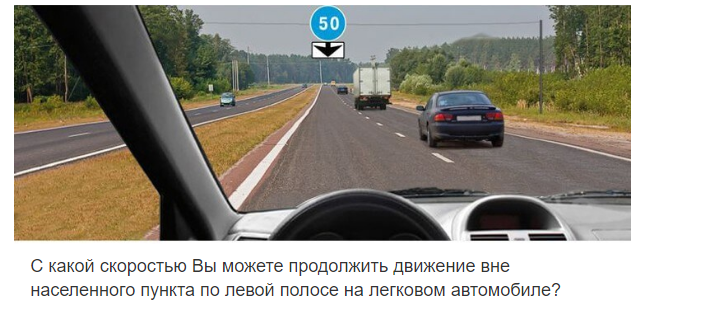 50
С какой скоростью Вы можете продолжить движение вне
населенного пункта по левой полосе на легковом автомобиле?